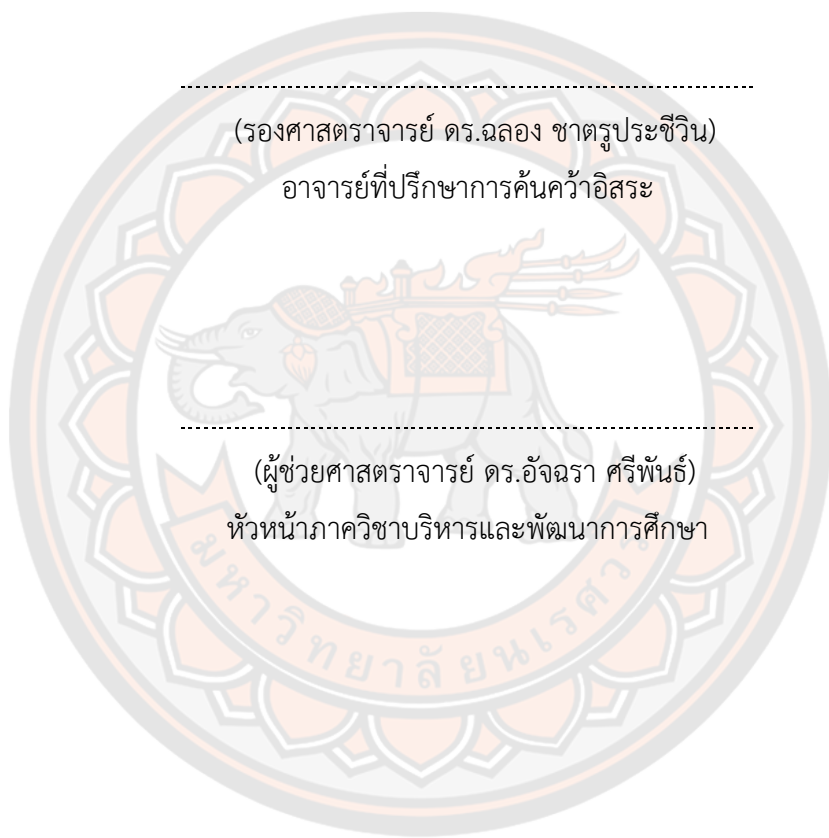 (รองศาสตราจารย์ ดร.ฉลอง ชาตรูประชีวิน)
อาจารย์ที่ปรึกษาการค้นคว้าอิสระ
(ผู้ช่วยศาสตราจารย์ ดร.อัจฉรา ศรีพันธ์)
หัวหน้าภาควิชาบริหารและพัฒนาการศึกษา
มหาวิทยาลัยนเรศวร